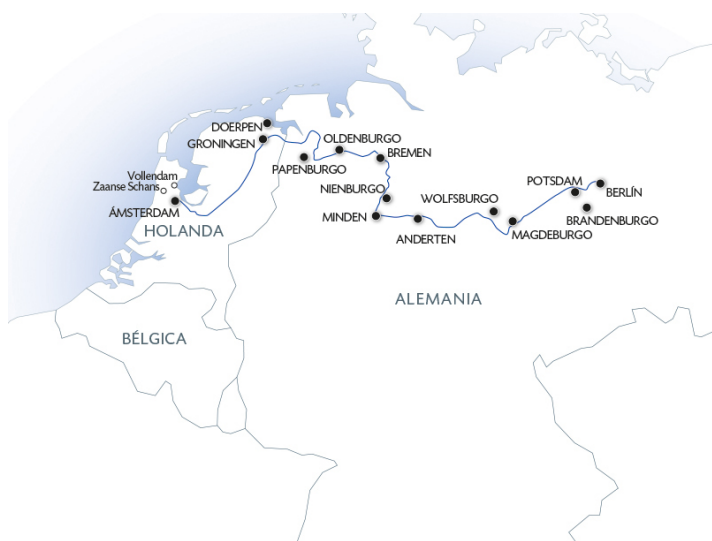 DOERPEN
GRONINGEN
OLDENBURGO
BREMEN
PAPENBURGO
Vollendam
Zaanse Schans
ÁMSTERDAM
HOLANDA
NIENBURGO
MINDEN
ANDERTEN
WOLFSBURGO
MAGDEBURGO
POTSDAM
BERLÍN
BRANDENBURGO
ALEMANIA
BÉLGICA